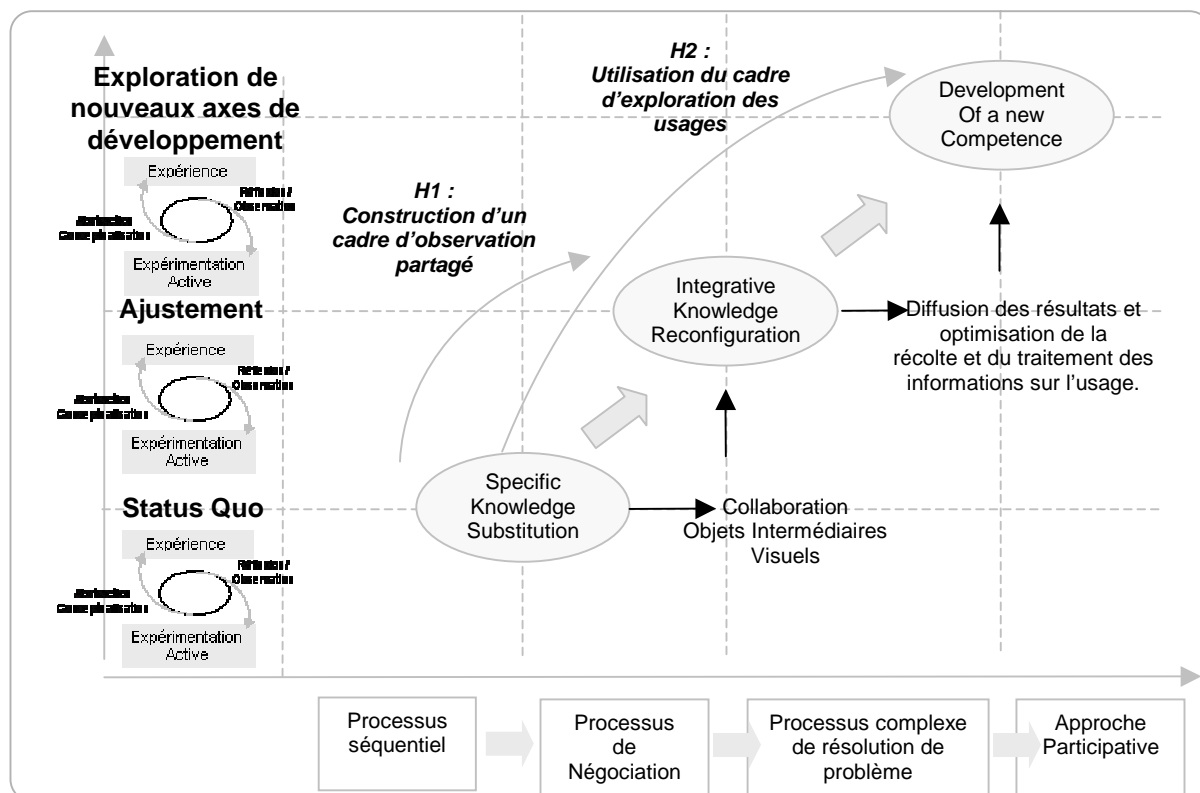 Exploration de
nouveaux axes de
développement
Expérience
Observation
Expérimentation
Active
Ajustement
Expérience
Observation
Expérimentation
Active
Status Quo
Expérience
Observation
Expérimentation
Active
H1 :
Construction d'un
cadre d'observation
partagé
H2 :
Utilisation du cadre
d'exploration des
usages
Development
Of a new
Competence
Integrative
Knowledge
Reconfiguration
Diffusion des résultats et
optimisation de la
récolte et du traitement des
informations sur l'usage.
Specific
Knowledge
Substitution
Collaboration
Objets Intermédiaires
Visuels
Processus
séquentiel
Processus
de
Négociation
Processus complexe
de résolution de
problème
Approche
Participative